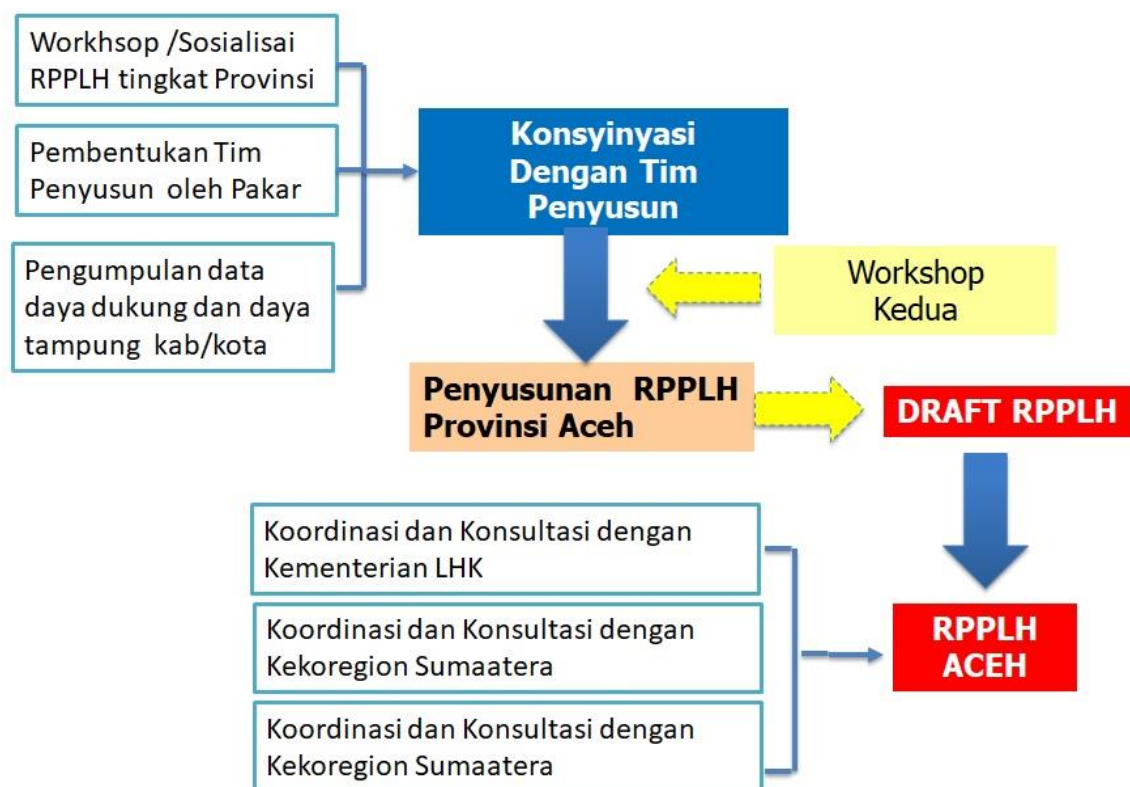 Workhsop /Sosialisai
RPPLH tingkat Provinsi
Pembentukan Tim
Penyusun oleh Pakar
Pengumpulan data
daya dukung dan daya
tampung kab/kota
Konsyinyasi
Dengan Tim
Penyusun
Workshop
Kedua
Penyusunan RPPLH
Provinsi Aceh
DRAFT RPPLH
Koordinasi dan Konsultasi dengan
Kementerian LHK
Koordinasi dan Konsultasi dengan
Kekoregion Sumaatera
Koordinasi dan Konsultasi dengan
Kekoregion Sumaatera
RPPLH
ACEH